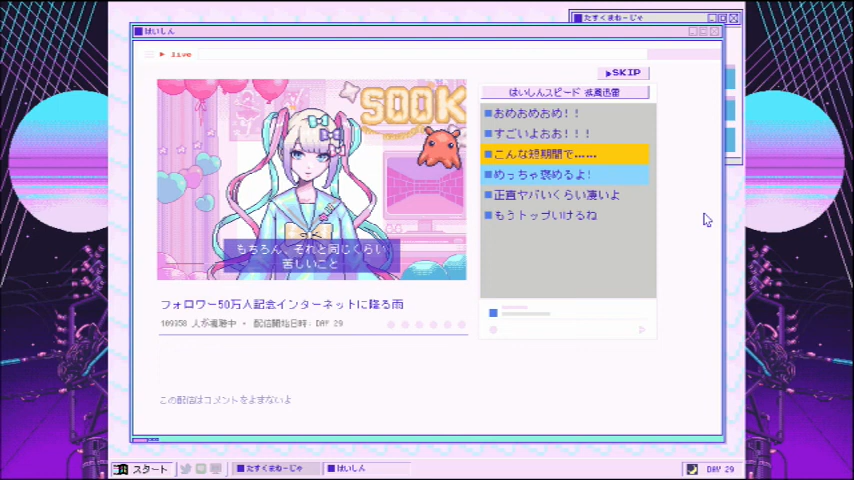 たすくまねーじゃ
はいしん
live
▶SKIP
SOOK
はいしんスピード 疾風迅雷
おめおめおめ！！
すごいよおお！！！
こんな短期間で……
めっちゃ褒めるよ！
正直ヤバいくらい凄いよ
もうトップいけるね
もちろん、それと同じくらい
苦しいこと
フォロワー50万人記念インターネットに降る雨
109358 人が視聴中 ・ 配信開始日時: DAY 29
この配信はコメントをよまないよ
スタート
たすくまねーじゃ
はいしん
DAY 29